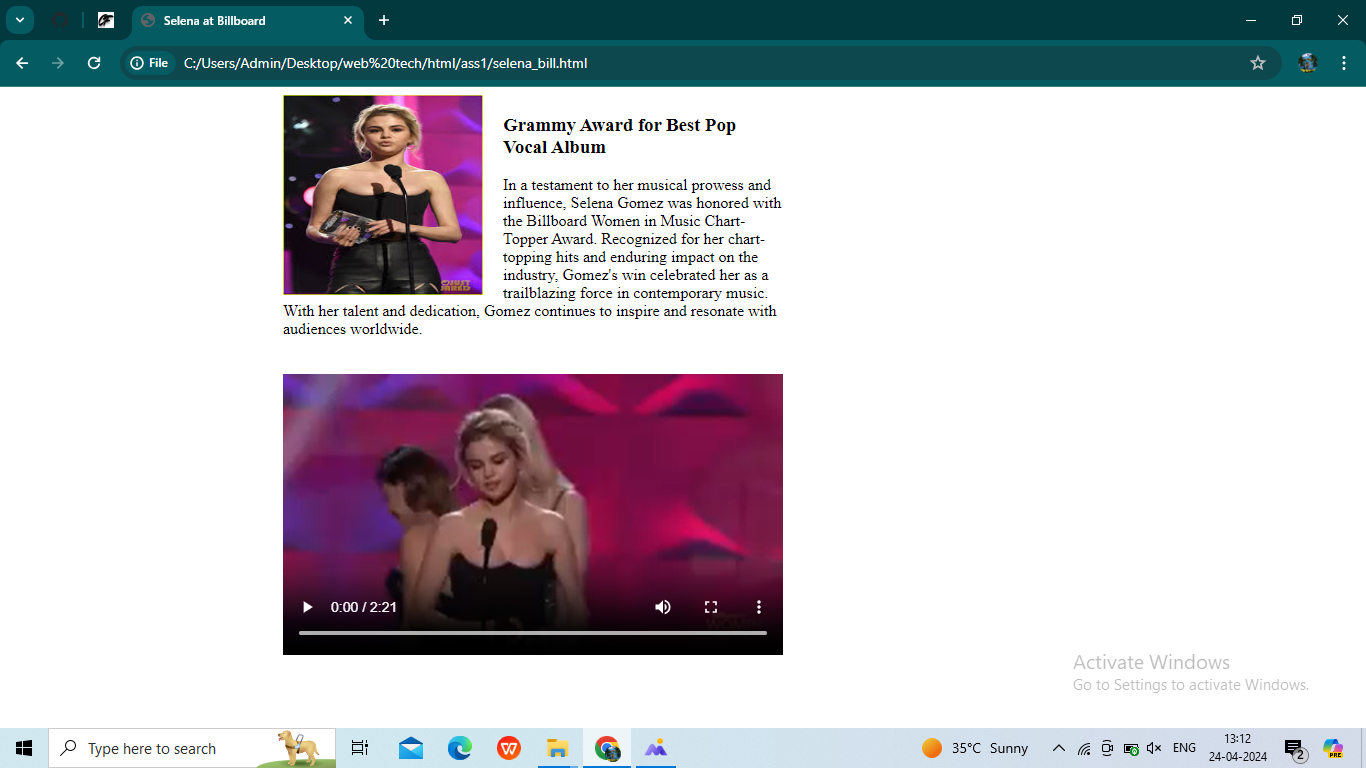 Selena at Billboard
File C:/Users/Admin/Desktop/web%20tech/html/ass1/selena_bill.html
Grammy Award for Best Pop
Vocal Album
In a testament to her musical prowess and
influence, Selena Gomez was honored with
the Billboard Women in Music Chart-
Topper Award. Recognized for her chart-
topping hits and enduring impact on the
industry, Gomez's win celebrated her as a
trailblazing force in contemporary music.
With her talent and dedication, Gomez continues to inspire and resonate with
audiences worldwide.
JUST
JARED
0:00 / 2:21
Activate Windows
Go to Settings to activate Windows.
Type here to search
W
35°C Sunny
ENG
13:12
24-04-2024
2
PRE